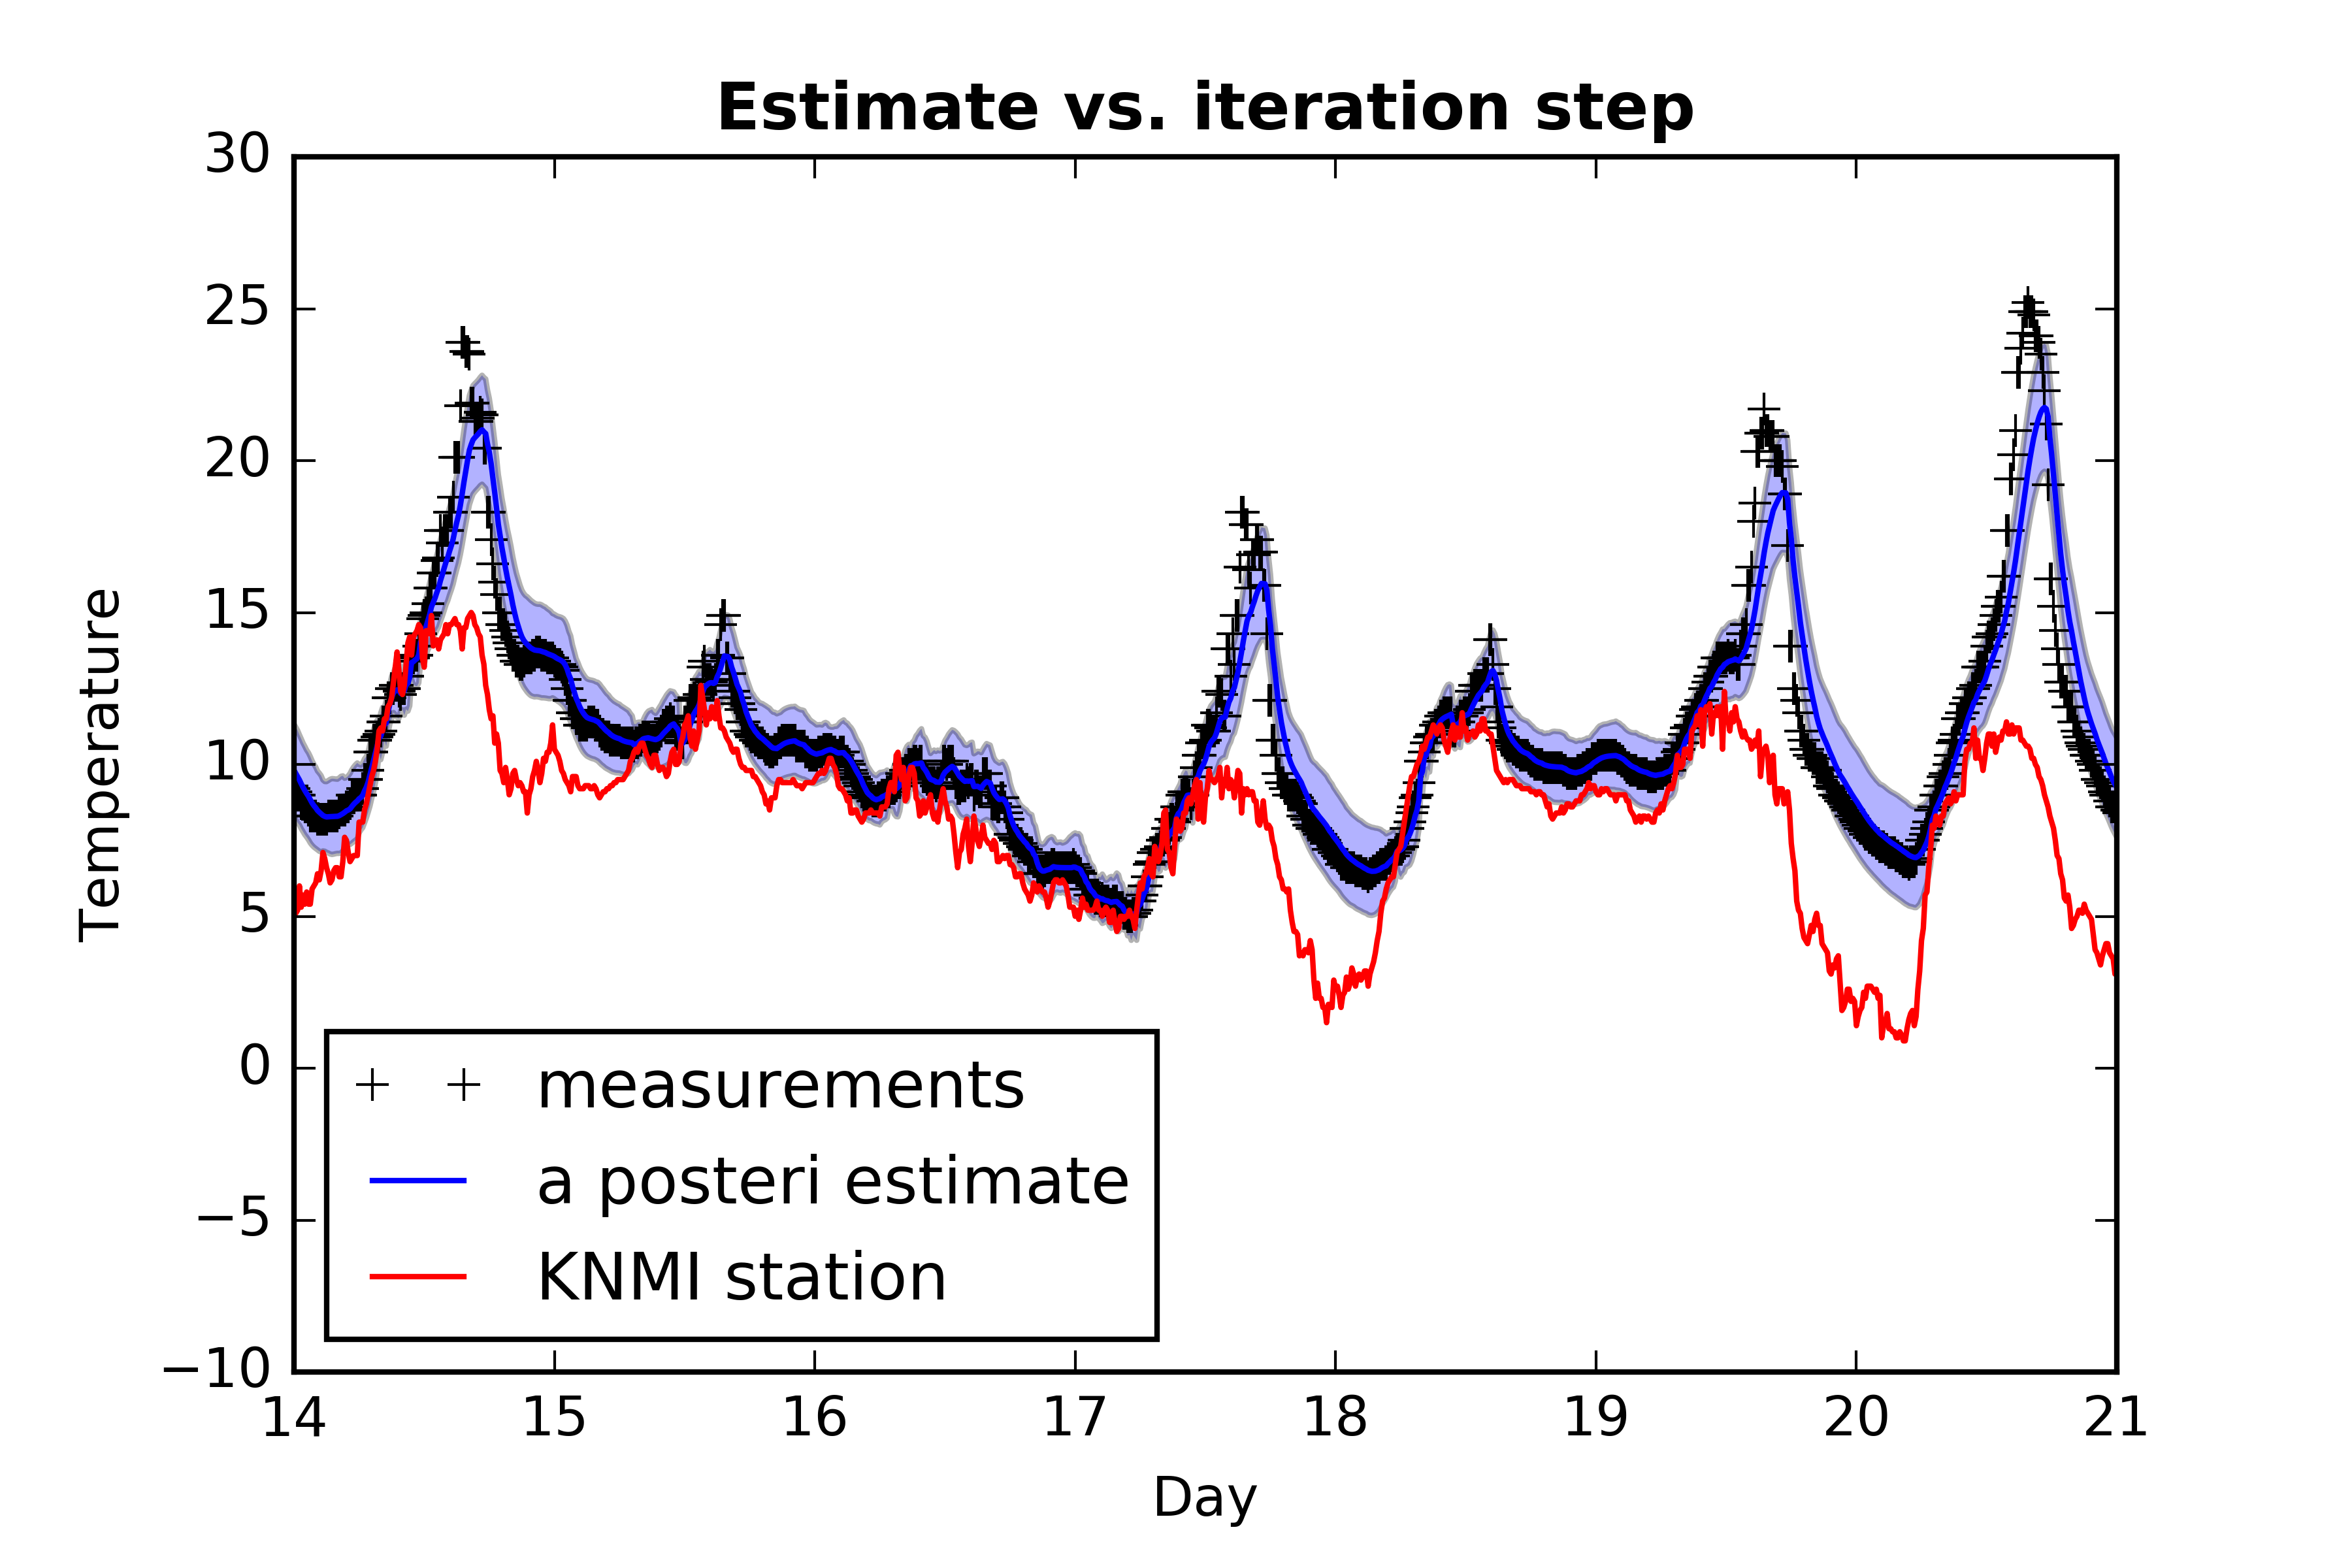 Estimate vs. iteration step
30
25
20
15
10
5
0
−5
−10
Temperature
measurements
a posteri estimate
KNMI station
14 15 16 17 18 19 20 21
Day